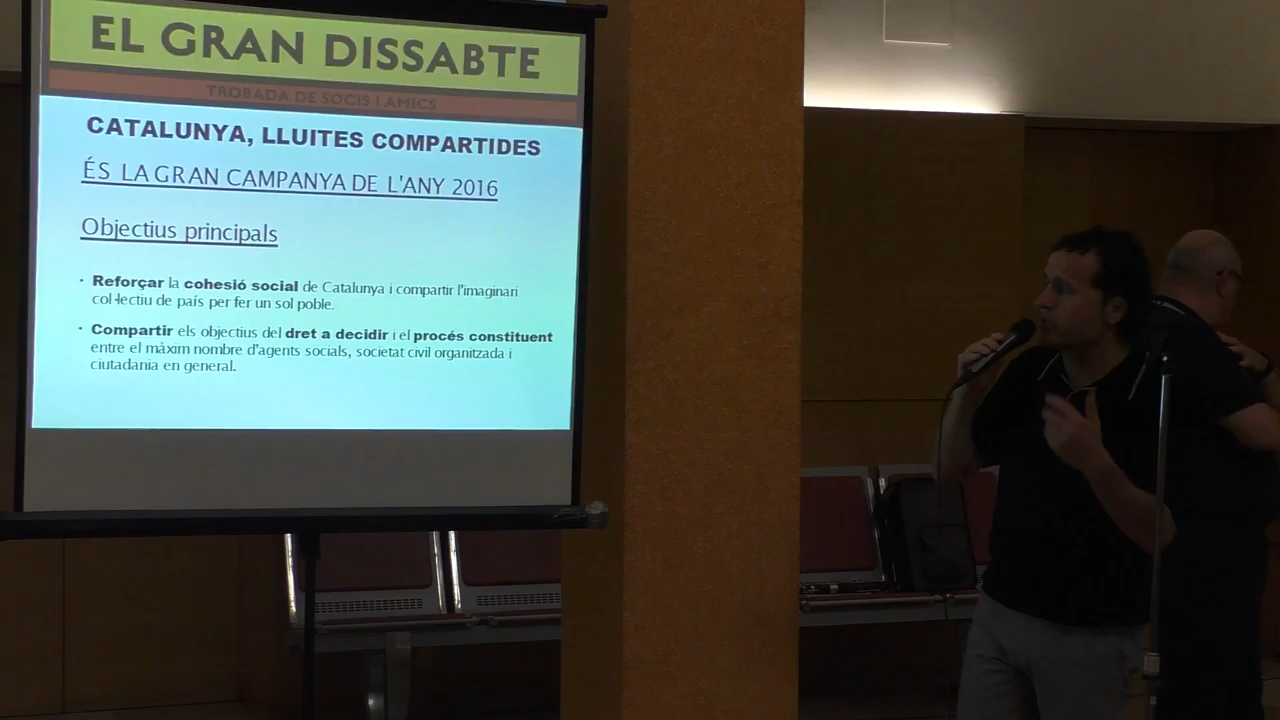 EL GRAN DISSABTE
TROBADA DE SOCIS I AMICS
CATALUNYA, LLUITES COMPARTIDES
ÉS LA GRAN CAMPANYA DE L'ANY 2016
Objectius principals
· Reforçar la cohesió social de Catalunya i compartir l'imaginari
col·lectiu de país per fer un sol poble.
· Compartir els objectius del dret a decidir i el procés constituent
entre el màxim nombre d'agents socials, societat civil organitzada i
ciutadania en general.